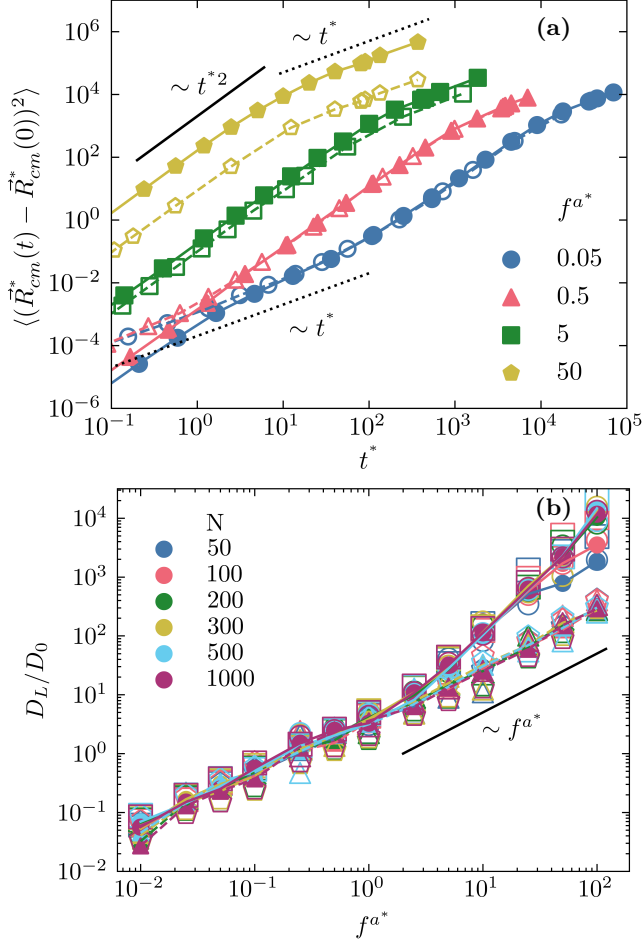 (a)
⟨(R⃗*cm(t) − R⃗*cm(0))²⟩
10⁶
10⁴
10²
10⁰
10⁻²
10⁻⁴
10⁻⁶
∼ t*²
∼ t*
∼ t*
fᵃ*
0.05
0.5
5
50
10⁻¹ 10⁰ 10¹ 10² 10³ 10⁴ 10⁵
t*
(b)
D_L/D_0
10⁴
10³
10²
10¹
10⁰
10⁻¹
10⁻²
N
50
100
200
300
500
1000
∼ fᵃ*
10⁻² 10⁻¹ 10⁰ 10¹ 10²
fᵃ*